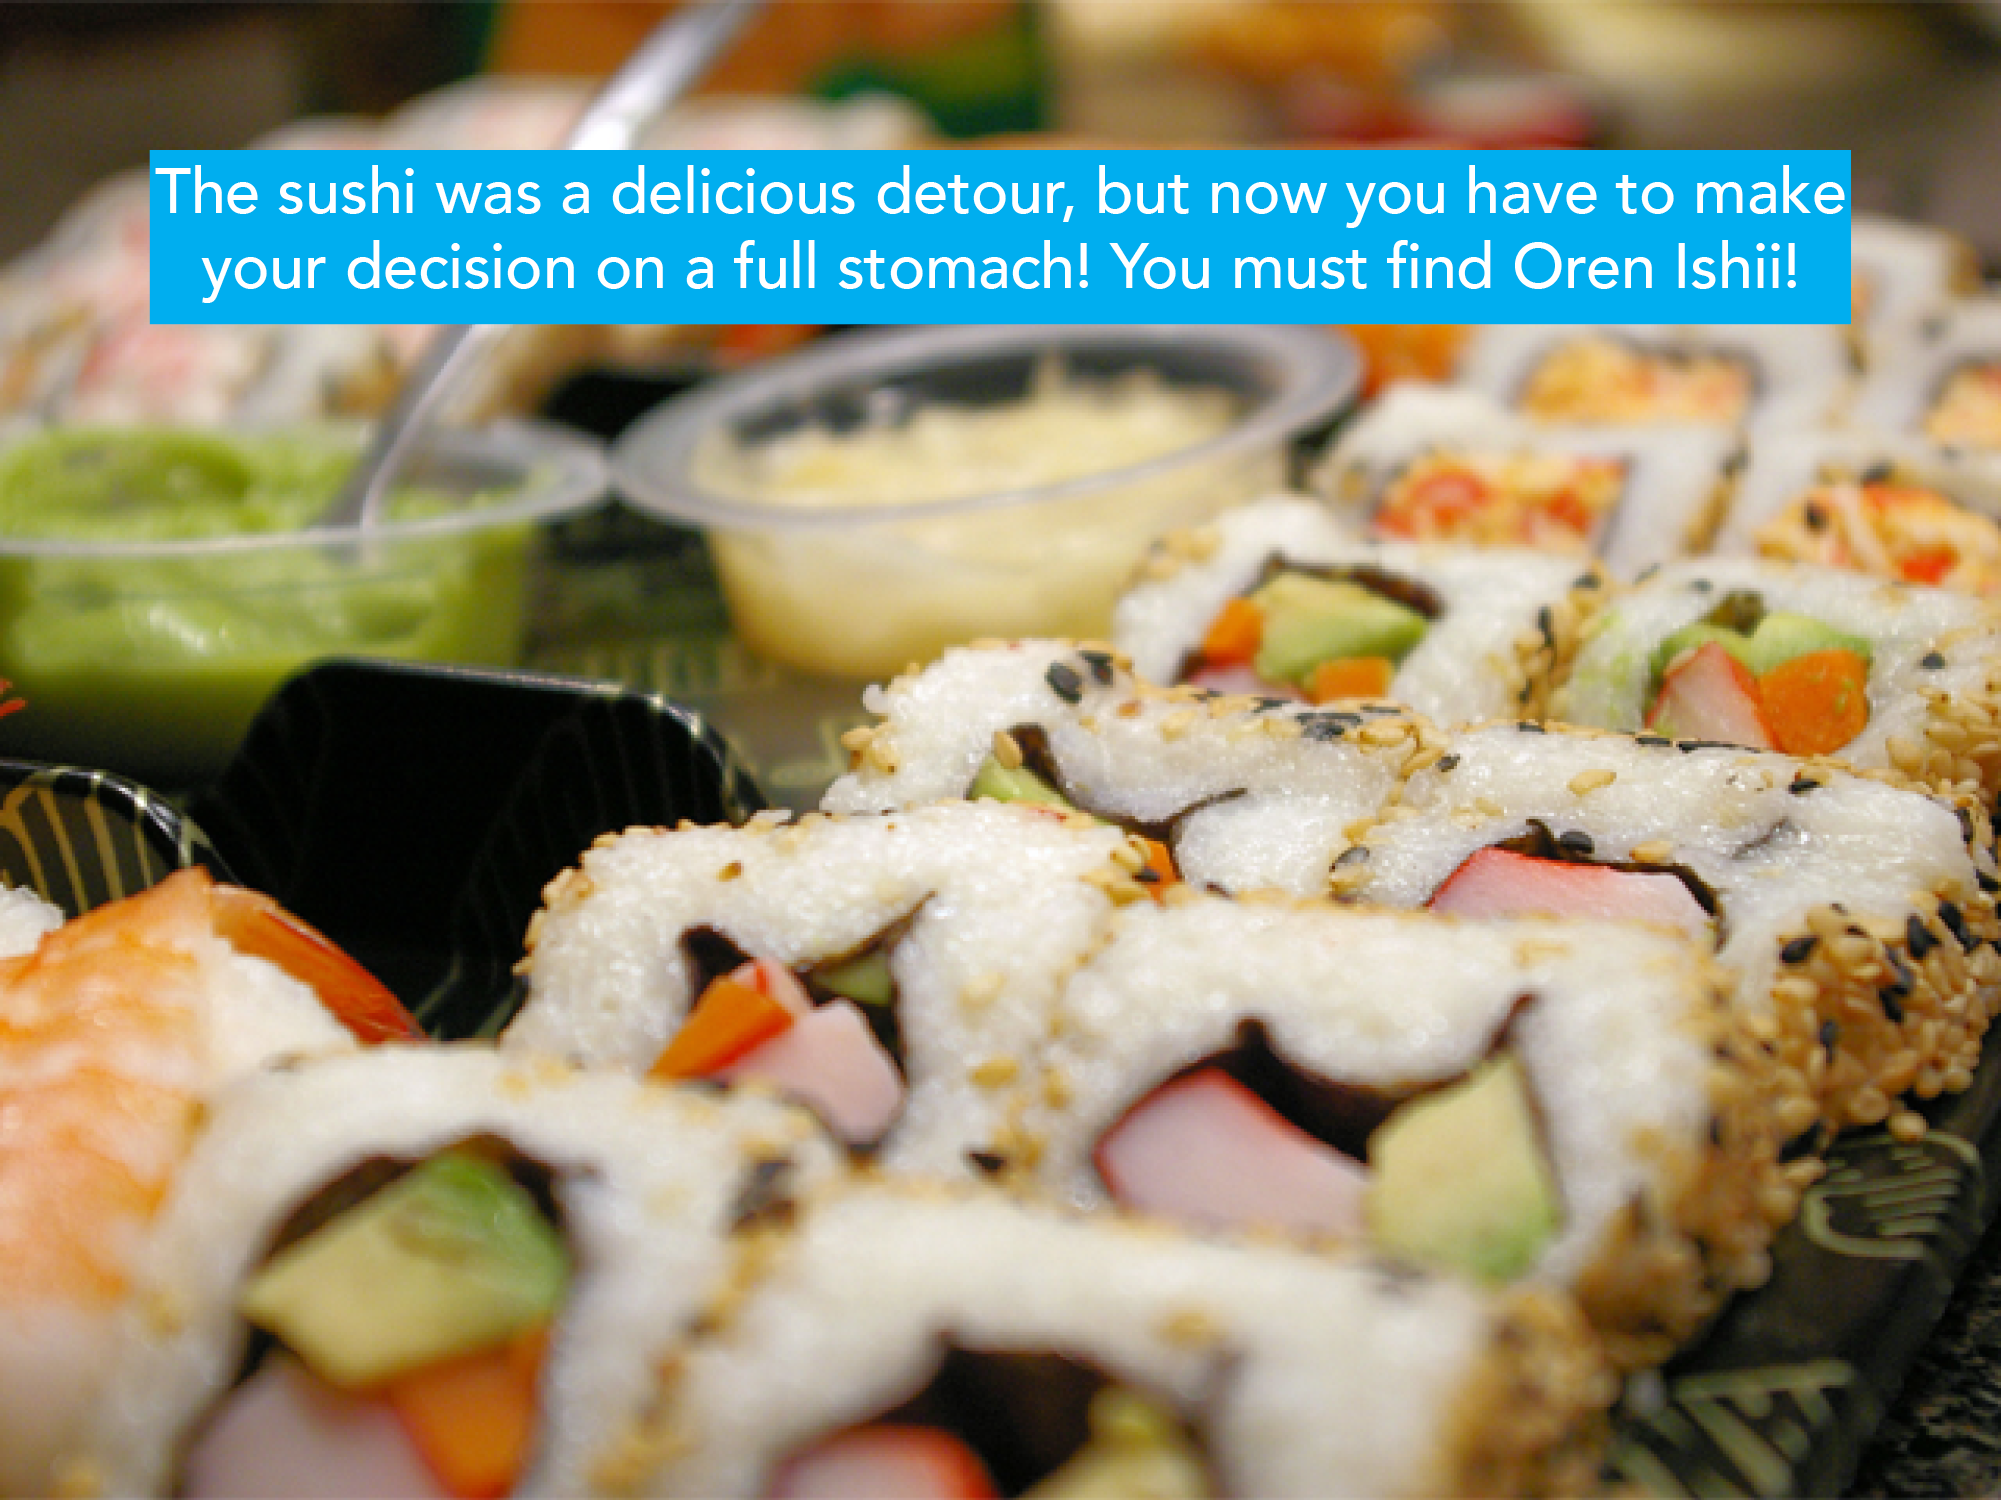 The sushi was a delicious detour, but now you have to make
your decision on a full stomach! You must find Oren Ishii!